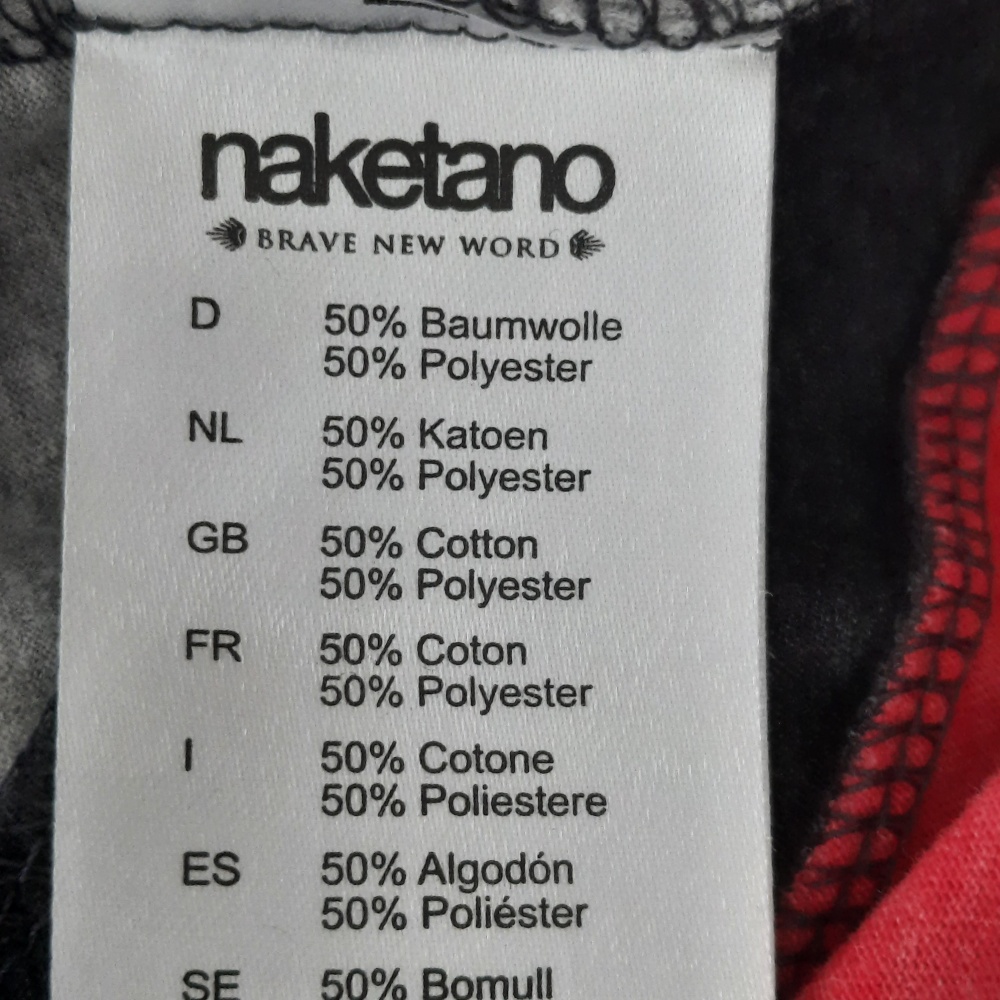 naketano
BRAVE NEW WORD
D 50% Baumwolle
50% Polyester
NL 50% Katoen
50% Polyester
GB 50% Cotton
50% Polyester
FR 50% Coton
50% Polyester
I 50% Cotone
50% Poliestere
ES 50% Algodón
50% Poliéster
SE 50% Bomull